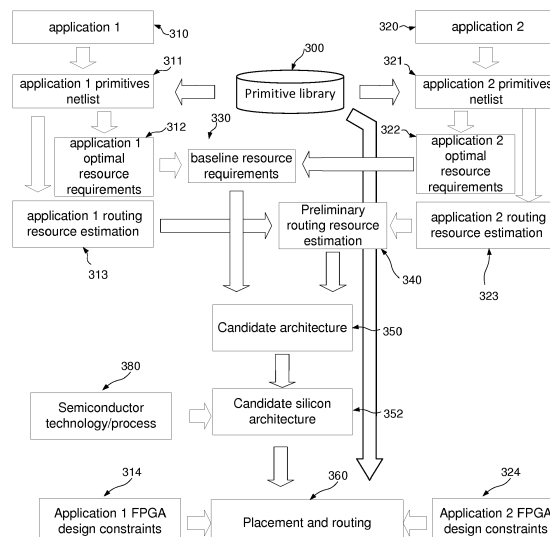 application 1
310
320
application 2
300
311
321
application 1 primitives
netlist
Primitive library
application 2 primitives
netlist
312
330
322
application 1
optimal
resource
requirements
baseline resource
requirements
application 2
optimal
resource
requirements
application 1 routing
resource estimation
Preliminary
routing resource
estimation
application 2 routing
resource estimation
313
340
323
Candidate architecture
350
380
Semiconductor
technology/process
Candidate silicon
architecture
352
314
360
324
Application 1 FPGA
design constraints
Placement and routing
Application 2 FPGA
design constraints